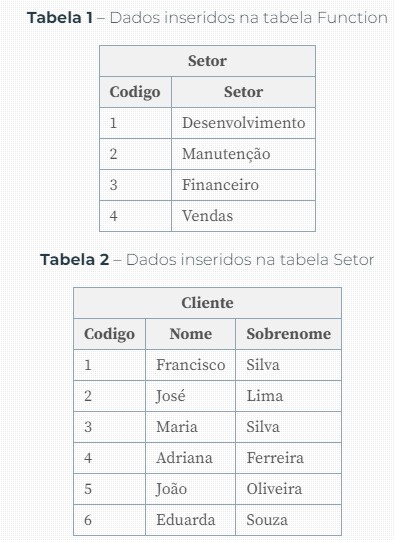 Tabela 1 – Dados inseridos na tabela Function
Setor
Codigo Setor
1 Desenvolvimento
2 Manutenção
3 Financeiro
4 Vendas
Tabela 2 – Dados inseridos na tabela Setor
Cliente
Codigo Nome Sobrenome
1 Francisco Silva
2 José Lima
3 Maria Silva
4 Adriana Ferreira
5 João Oliveira
6 Eduarda Souza